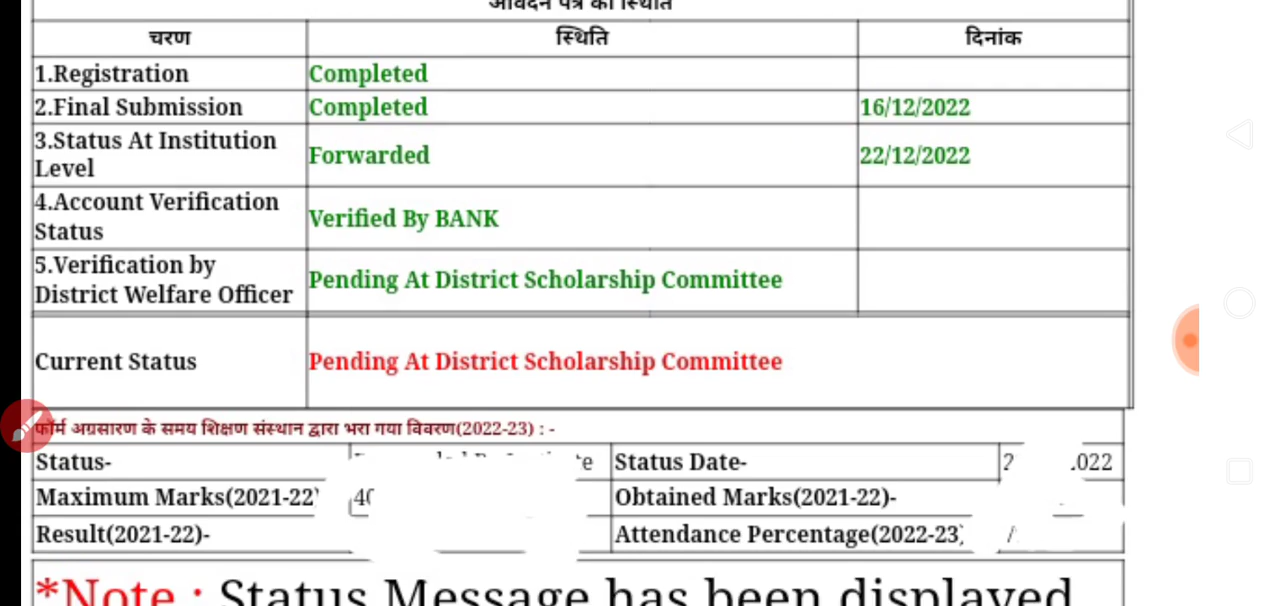 आवेदन पत्र की स्थिति
चरण स्थिति दिनांक
1.Registration Completed
2.Final Submission Completed 16/12/2022
3.Status At Institution
Level Forwarded 22/12/2022
4.Account Verification
Status Verified By BANK
5.Verification by
District Welfare Officer Pending At District Scholarship Committee
Current Status Pending At District Scholarship Committee
फॉर्म अग्रसारण के समय शिक्षण संस्थान द्वारा भरा गया विवरण(2022-23) : -
Status- Status Date-
Maximum Marks(2021-22) Obtained Marks(2021-22)-
Result(2021-22)- Attendance Percentage(2022-23)
*Note : Status Message has been displayed